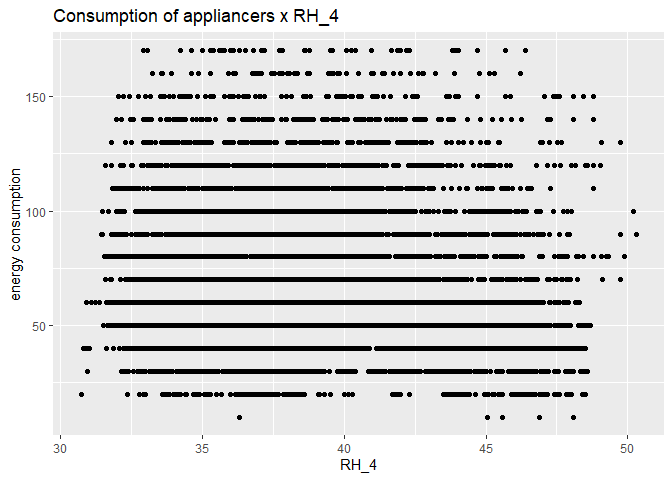 Consumption of appliancers x RH_4
energy consumption
150
100
50
30 35 40 45 50
RH_4